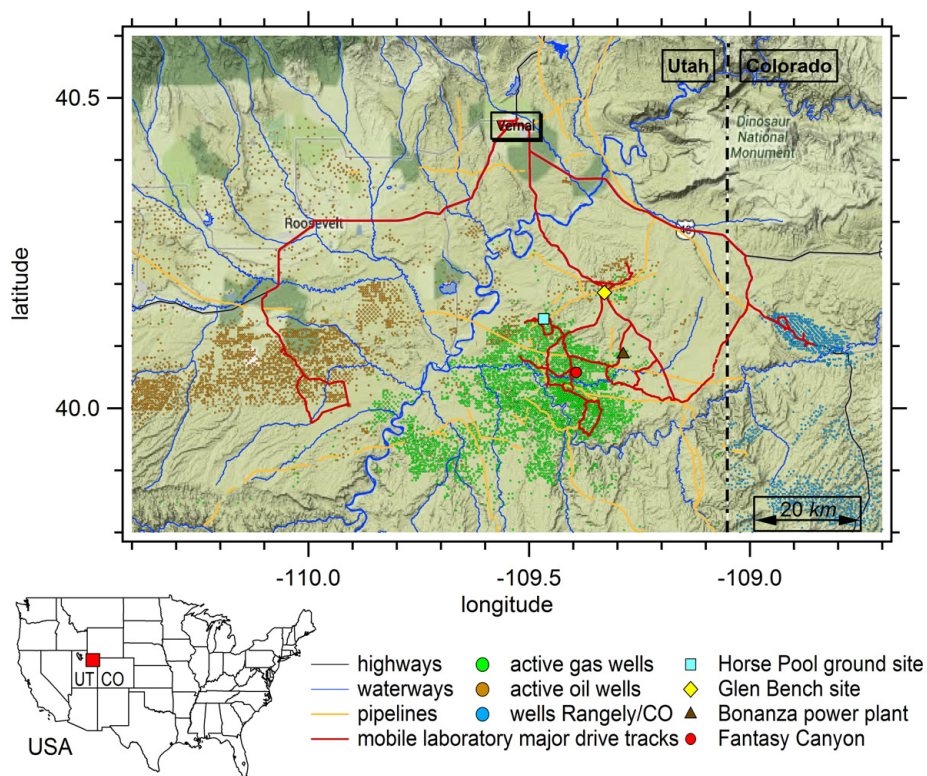 Utah
Colorado
40.5
Vernal
Dinosaur
National
Monument
Roosevelt
latitude
40.0
20 km
-110.0
-109.5
-109.0
longitude
UT
CO
USA
highways
active gas wells
Horse Pool ground site
waterways
active oil wells
Glen Bench site
pipelines
wells Rangely/CO
Bonanza power plant
mobile laboratory major drive tracks
Fantasy Canyon